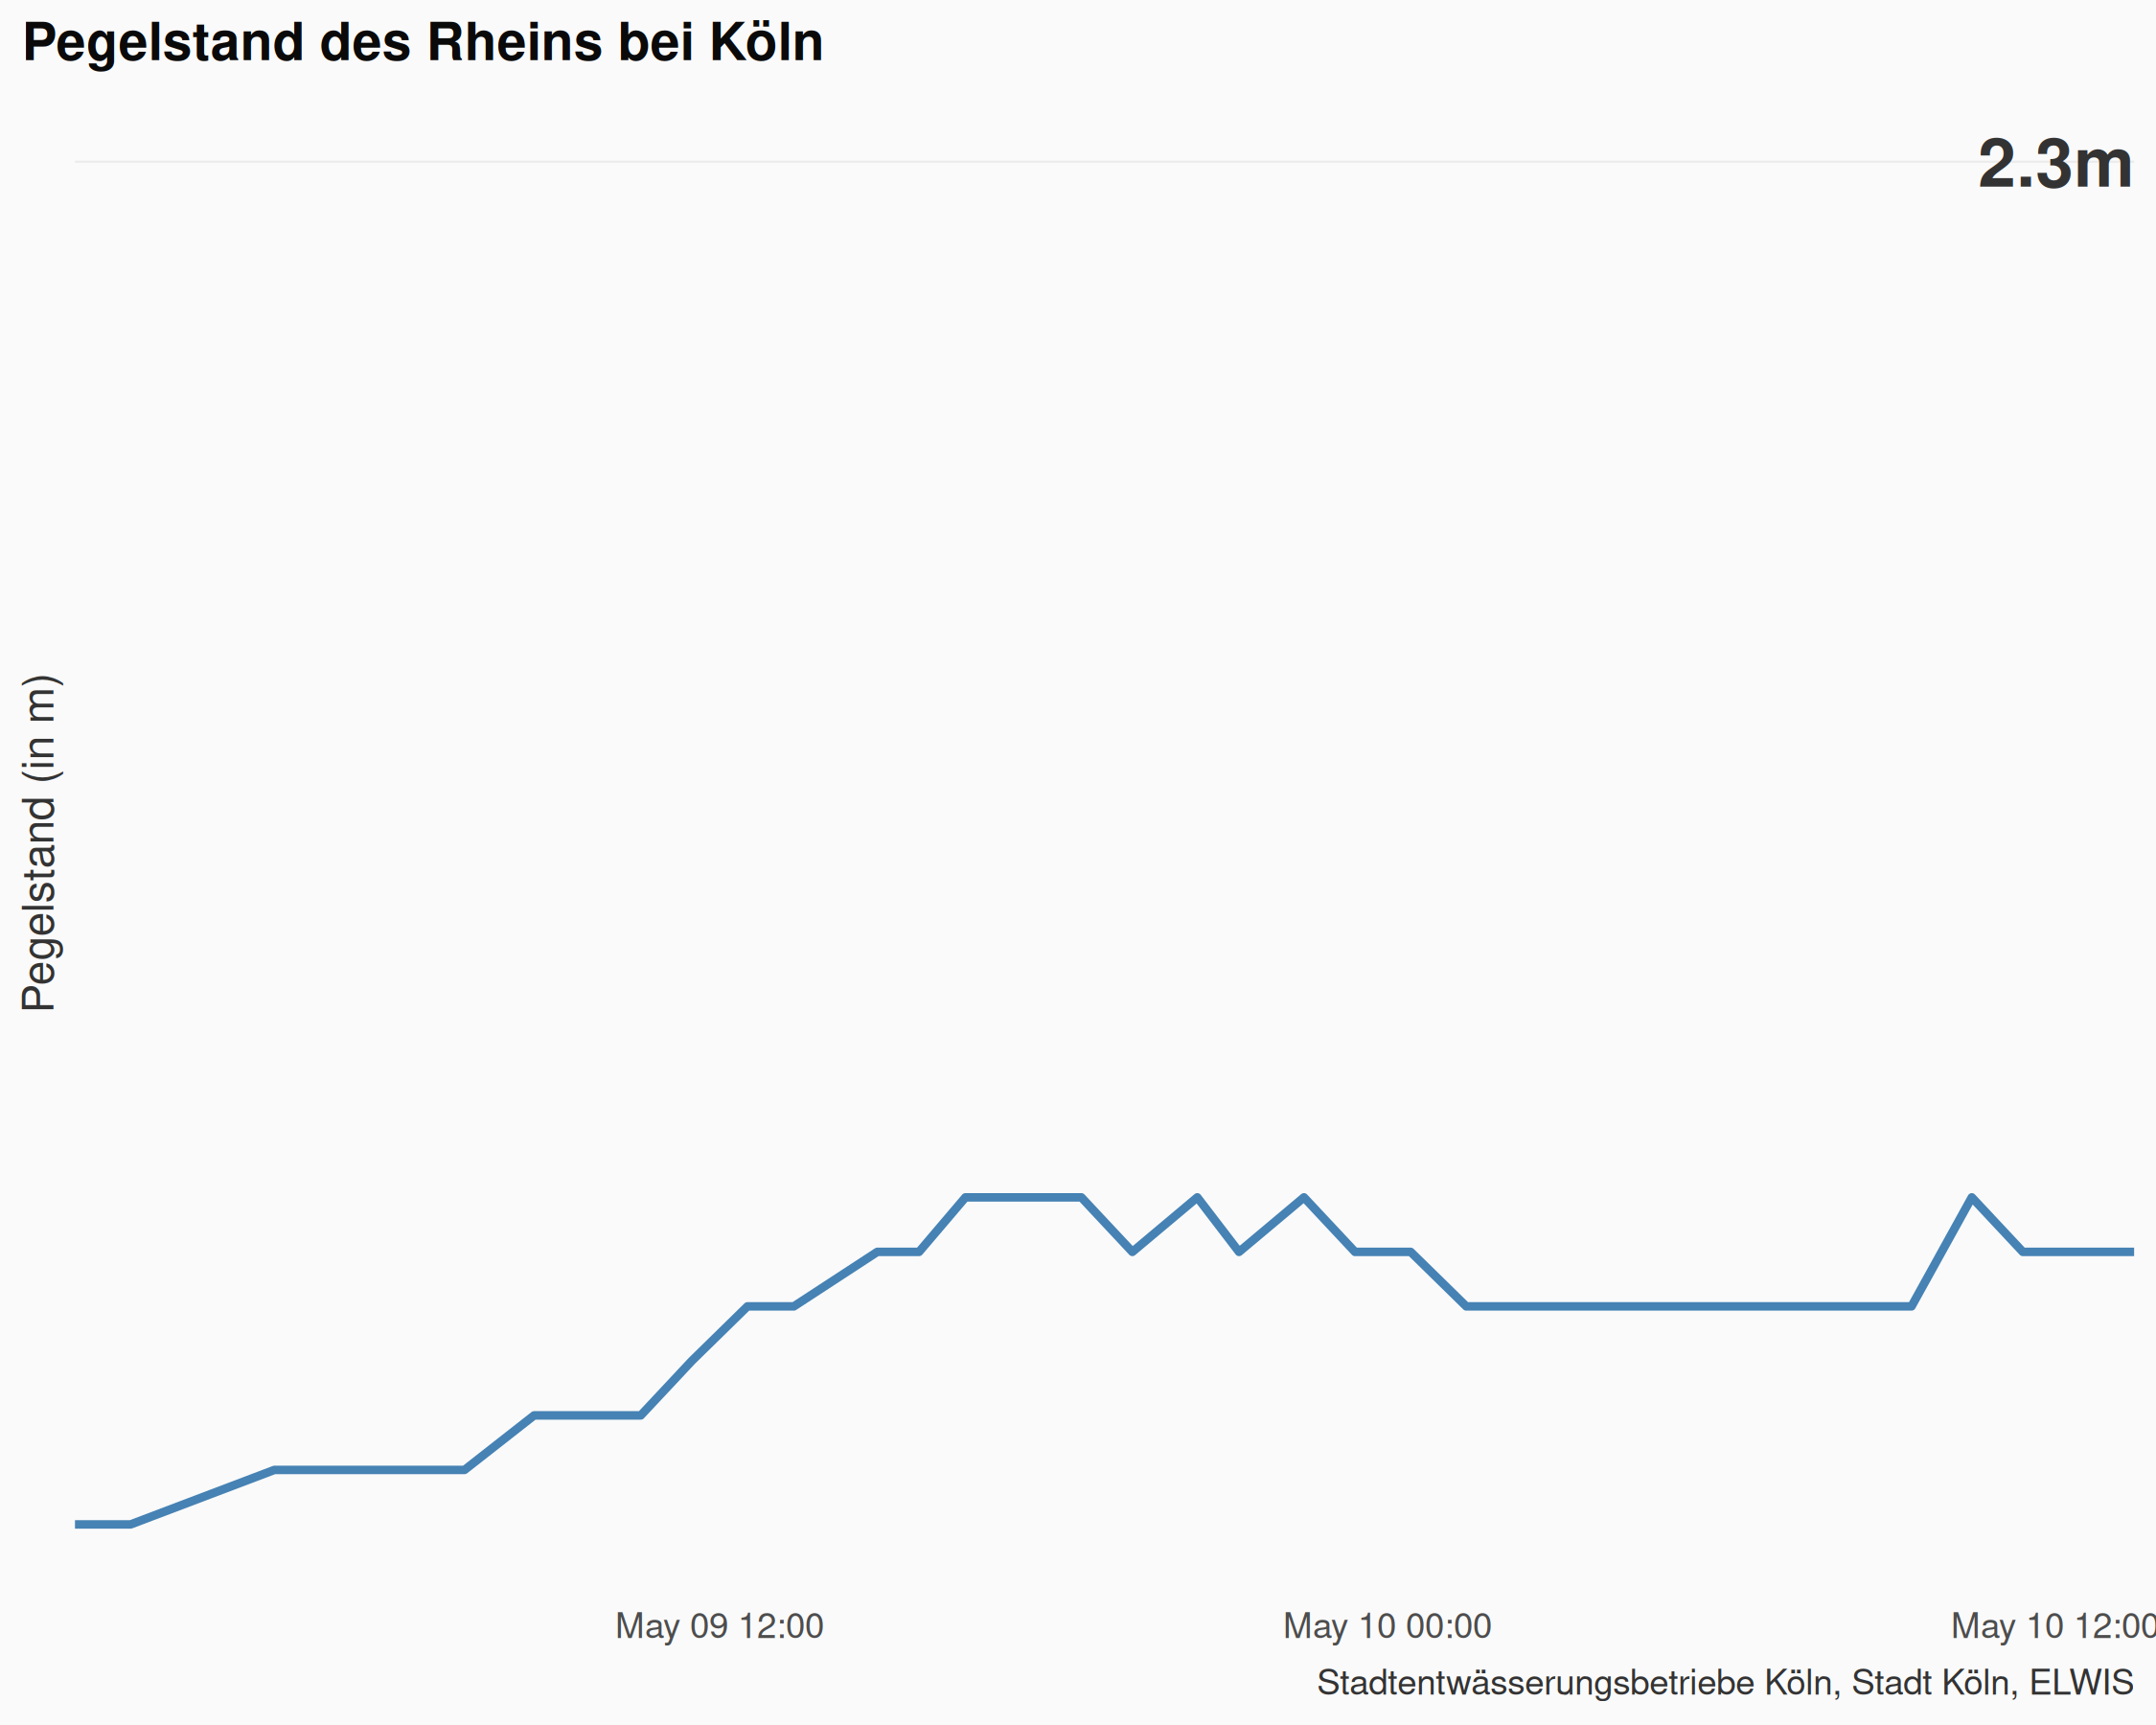 Pegelstand des Rheins bei Köln
2.3m
Pegelstand (in m)
May 09 12:00
May 10 00:00
May 10 12:00
Stadtentwässerungsbetriebe Köln, Stadt Köln, ELWIS